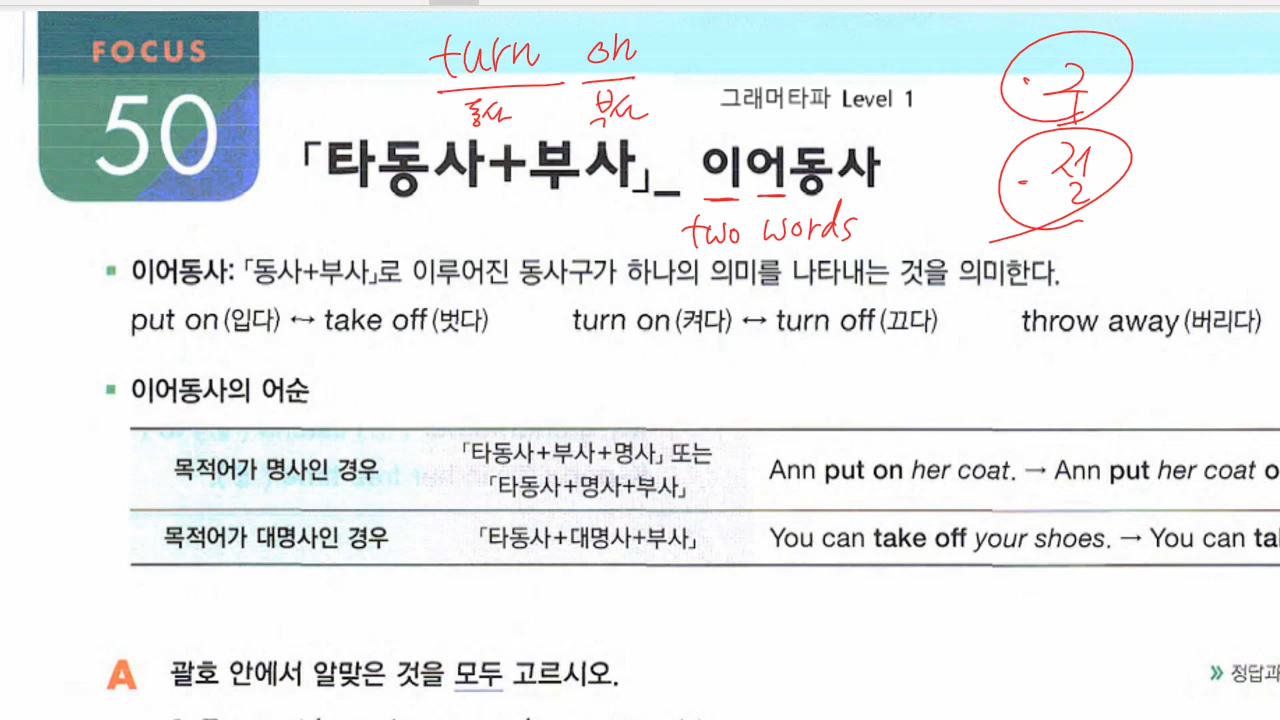 FOCUS
50
turn on
동사 부사
그래머타파 Level 1
「타동사+부사」_ 이어동사
two words
· 구
· 절
이어동사: 「동사+부사」로 이루어진 동사구가 하나의 의미를 나타내는 것을 의미한다.
put on(입다) ↔ take off(벗다) turn on(켜다) ↔ turn off(끄다) throw away(버리다)
이어동사의 어순
목적어가 명사인 경우 「타동사+부사+명사」 또는 「타동사+명사+부사」 Ann put on her coat. → Ann put her coat o
목적어가 대명사인 경우 「타동사+대명사+부사」 You can take off your shoes. → You can tak
A 괄호 안에서 알맞은 것을 모두 고르시오.
» 정답과